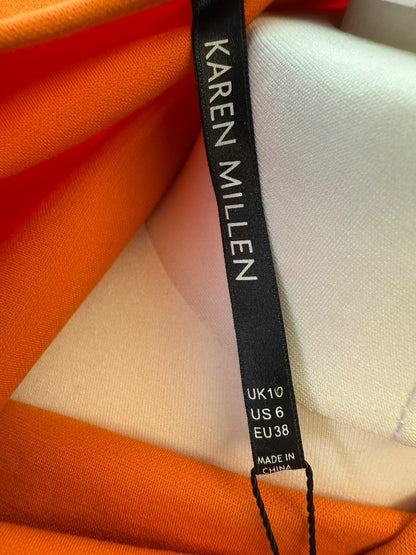 KAREN MILLEN
UK10
US 6
EU38
MADE IN
CHINA